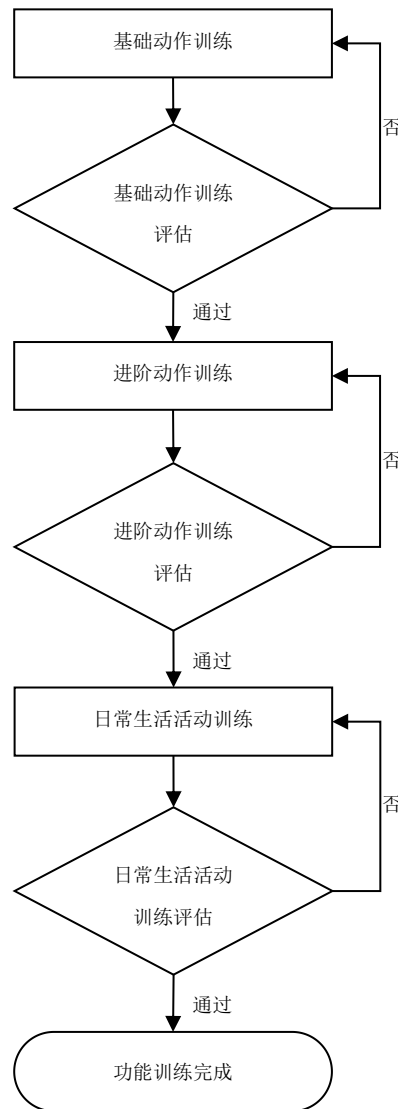 基础动作训练
否
基础动作训练
评估
通过
进阶动作训练
否
进阶动作训练
评估
通过
日常生活活动训练
否
日常生活活动
训练评估
通过
功能训练完成